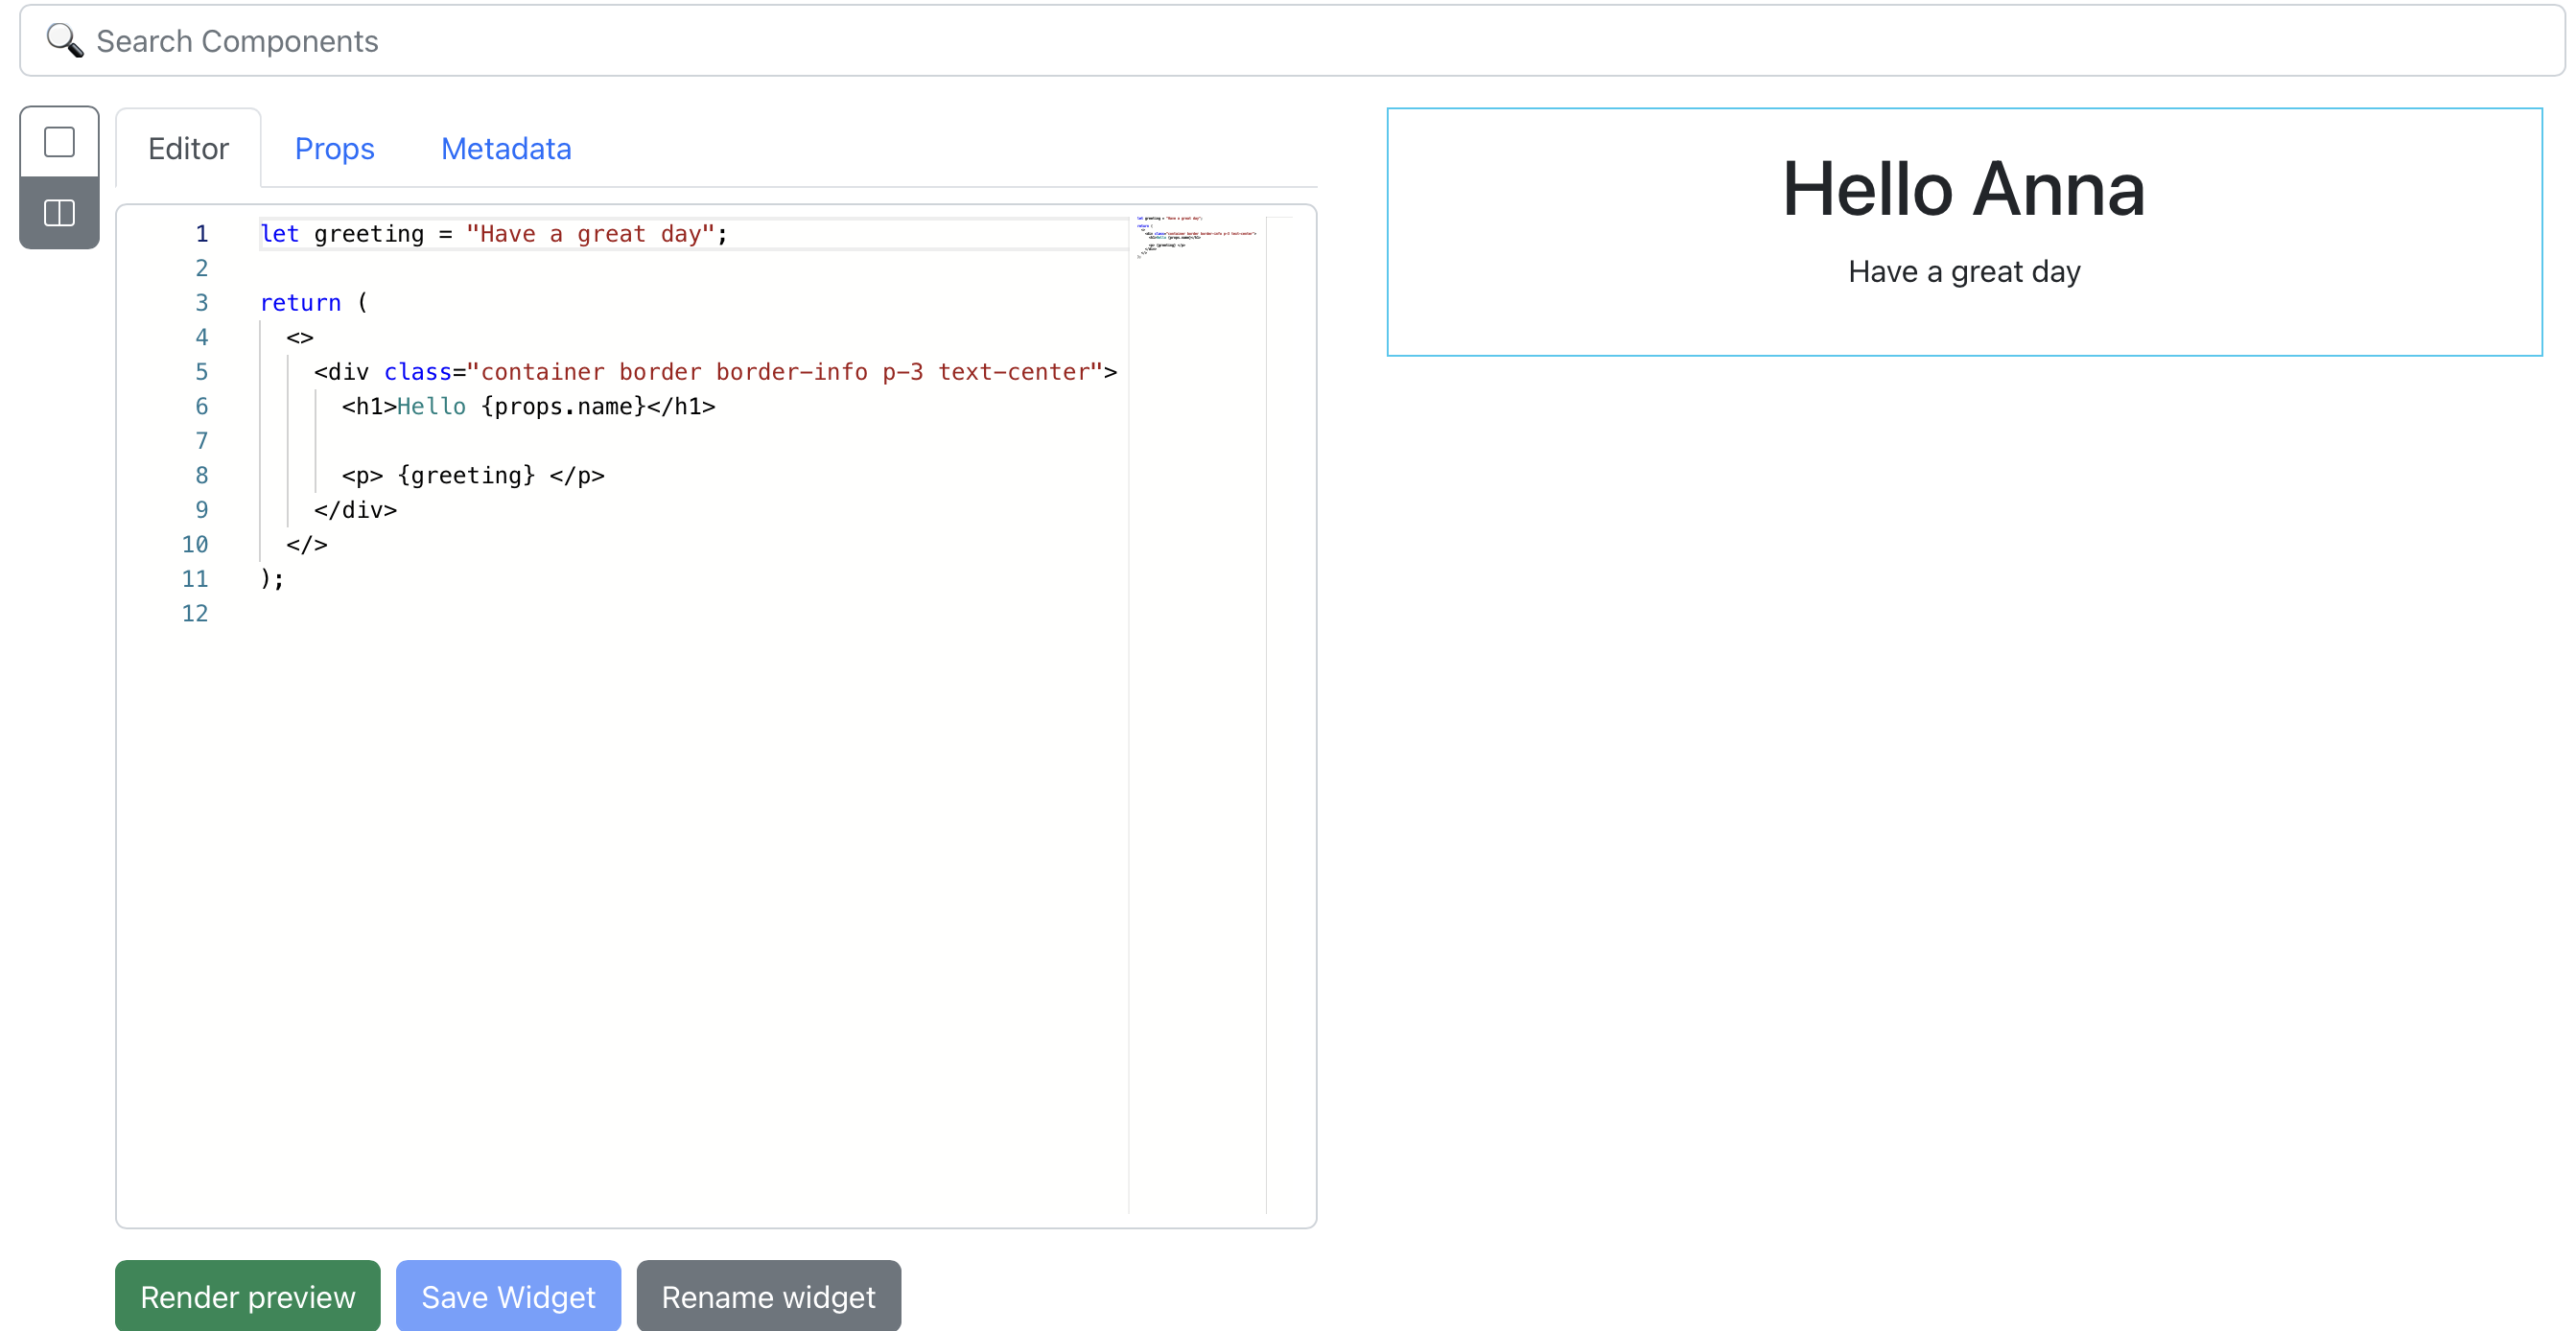 Search Components
Editor Props Metadata
1 let greeting = "Have a great day";
2
3 return (
4 <>
5 <div class="container border border-info p-3 text-center">
6 <h1>Hello {props.name}</h1>
7
8 <p> {greeting} </p>
9 </div>
10 </>
11 );
12
Render preview Save Widget Rename widget
Hello Anna
Have a great day